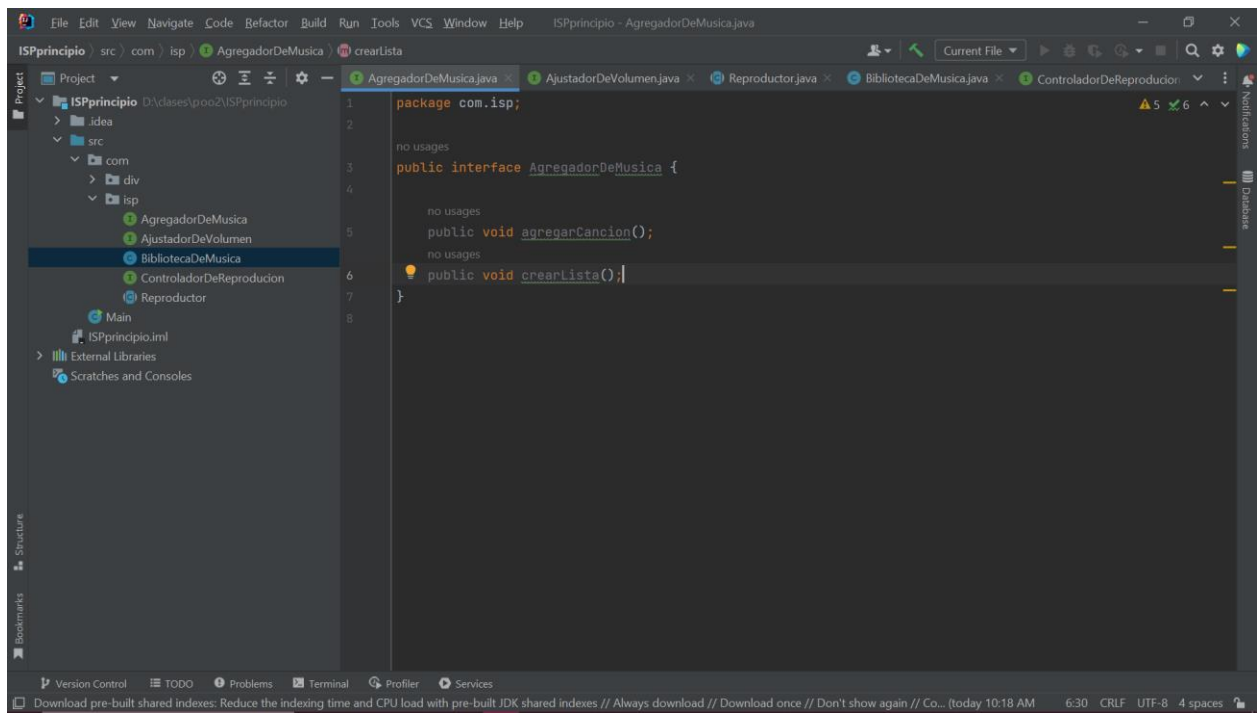 File Edit View Navigate Code Refactor Build Run Tools VCS Window Help ISPprincipio - AgregadorDeMusica.java
ISPprincipio src com isp AgregadorDeMusica crearLista Current File
Project
AgregadorDeMusica.java AjustadorDeVolumen.java Reproductor.java BibliotecaDeMusica.java ControladorDeReproducion
Project
ISPprincipio D:\clases\poo2\ISPprincipio
.idea
src
com
div
isp
AgregadorDeMusica
AjustadorDeVolumen
BibliotecaDeMusica
ControladorDeReproducion
Reproductor
Main
ISPprincipio.iml
External Libraries
Scratches and Consoles
Structure
Bookmarks
1 package com.isp;
2
no usages
3 public interface AgregadorDeMusica {
4
no usages
5 public void agregarCancion();
no usages
6 public void crearLista();
7 }
8
5 6
Notifications
Database
Version Control TODO Problems Terminal Profiler Services
Download pre-built shared indexes: Reduce the indexing time and CPU load with pre-built JDK shared indexes // Always download // Download once // Don't show again // Co... (today 10:18 AM 6:30 CRLF UTF-8 4 spaces